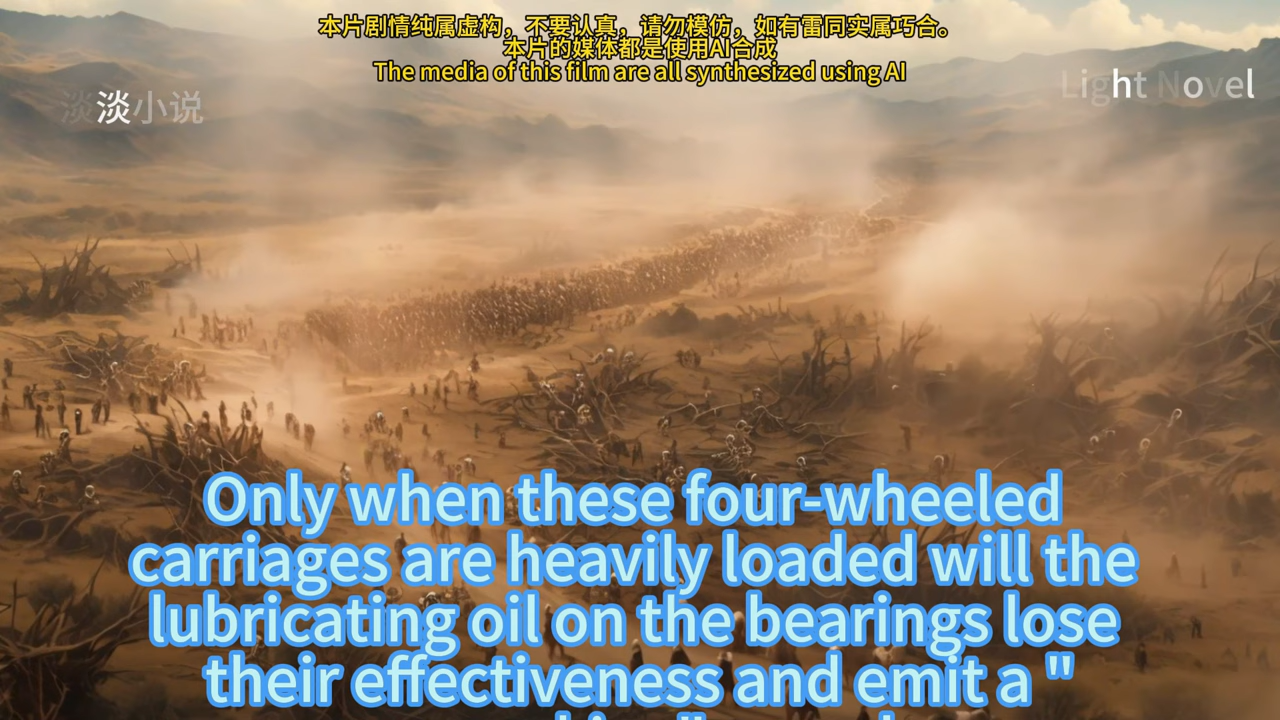 本片剧情纯属虚构，不要认真，请勿模仿，如有雷同实属巧合。
本片的媒体都是使用AI合成
The media of this film are all synthesized using AI
淡淡小说
Light Novel
Only when these four-wheeled
carriages are heavily loaded will the
lubricating oil on the bearings lose
their effectiveness and emit a "